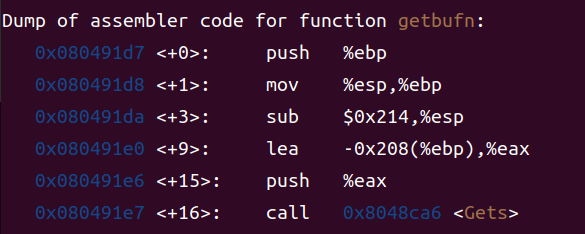 Dump of assembler code for function getbufn:
0x080491d7 <+0>: push %ebp
0x080491d8 <+1>: mov %esp,%ebp
0x080491da <+3>: sub $0x214,%esp
0x080491e0 <+9>: lea -0x208(%ebp),%eax
0x080491e6 <+15>: push %eax
0x080491e7 <+16>: call 0x8048ca6 <Gets>